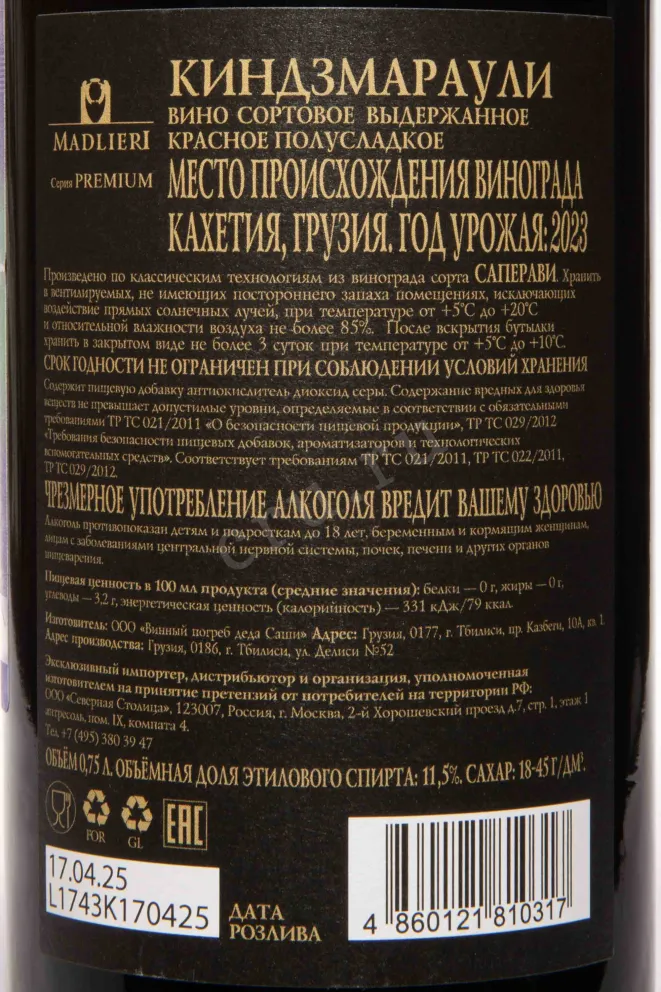 КИНДЗМАРАУЛИ
ВИНО СОРТОВОЕ ВЫДЕРЖАННОЕ
КРАСНОЕ ПОЛУСЛАДКОЕ
MADLIERI
Серия PREMIUM
МЕСТО ПРОИСХОЖДЕНИЯ ВИНОГРАДА
КАХЕТИЯ, ГРУЗИЯ. ГОД УРОЖАЯ: 2023
Произведено по классическим технологиям из винограда сорта САПЕРАВИ. Хранить
в вентилируемых, не имеющих постороннего запаха помещениях, исключающих
воздействие прямых солнечных лучей, при температуре от +5°C до +20°C
и относительной влажности воздуха не более 85%. После вскрытия бутылки
хранить в закрытом виде не более 3 суток при температуре от +5°C до +10°C.
СРОК ГОДНОСТИ НЕ ОГРАНИЧЕН ПРИ СОБЛЮДЕНИИ УСЛОВИЙ ХРАНЕНИЯ
Содержит пищевую добавку антиокислитель диоксид серы. Содержание вредных для здоровья
веществ не превышает допустимые уровни, определяемые в соответствии с обязательными
требованиями ТР ТС 021/2011 «О безопасности пищевой продукции», ТР ТС 029/2012
«Требования безопасности пищевых добавок, ароматизаторов и технологических
вспомогательных средств». Соответствует требованиям ТР ТС 021/2011, ТР ТС 022/2011,
ТР ТС 029/2012.
ЧРЕЗМЕРНОЕ УПОТРЕБЛЕНИЕ АЛКОГОЛЯ ВРЕДИТ ВАШЕМУ ЗДОРОВЬЮ
Алкоголь противопоказан детям и подросткам до 18 лет, беременным и кормящим женщинам,
лицам с заболеваниями центральной нервной системы, почек, печени и других органов
пищеварения.
Пищевая ценность в 100 мл продукта (средние значения): белки — 0 г, жиры — 0 г,
углеводы — 3,2 г, энергетическая ценность (калорийность) — 331 кДж/79 ккал.
Изготовитель: ООО «Винный погреб деда Саши» Адрес: Грузия, 0177, г. Тбилиси, пр. Казбеги, 10А, кв. 1.
Адрес производства: Грузия, 0186, г. Тбилиси, ул. Делиси №52
Эксклюзивный импортер, дистрибьютор и организация, уполномоченная
изготовителем на принятие претензий от потребителей на территории РФ:
ООО «Северная Столица», 123007, Россия, г. Москва, 2-й Хорошевский проезд д.7, стр. 1, этаж 1
антресоль, пом. IX, комната 4.
Тел. +7 (495) 380 39 47
ОБЪЁМ 0,75 Л. ОБЪЁМНАЯ ДОЛЯ ЭТИЛОВОГО СПИРТА: 11,5%. САХАР: 18-45 Г/ДМ³.
FOR
GL
EAC
17.04.25
L1743K170425
ДАТА
РОЗЛИВА
4 860121 810317
cru.ru